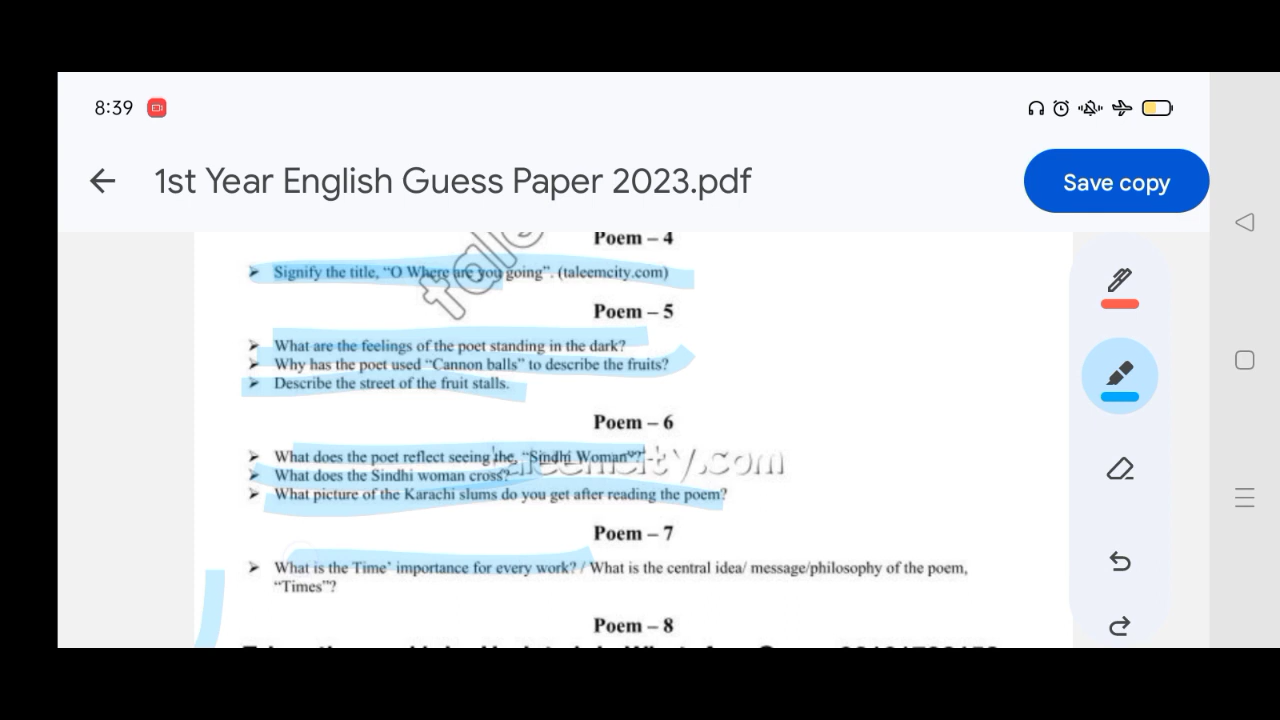 8:39
1st Year English Guess Paper 2023.pdf
Save copy
Poem – 4
➢ Signify the title, “O Where are you going”. (taleemcity.com)
Poem – 5
➢ What are the feelings of the poet standing in the dark?
➢ Why has the poet used “Cannon balls” to describe the fruits?
➢ Describe the street of the fruit stalls.
Poem – 6
➢ What does the poet reflect seeing the, “Sindhi Woman”?
➢ What does the Sindhi woman cross?
taleemcity.com
➢ What picture of the Karachi slums do you get after reading the poem?
Poem – 7
➢ What is the Time’ importance for every work? / What is the central idea/ message/philosophy of the poem,
“Times”?
Poem – 8